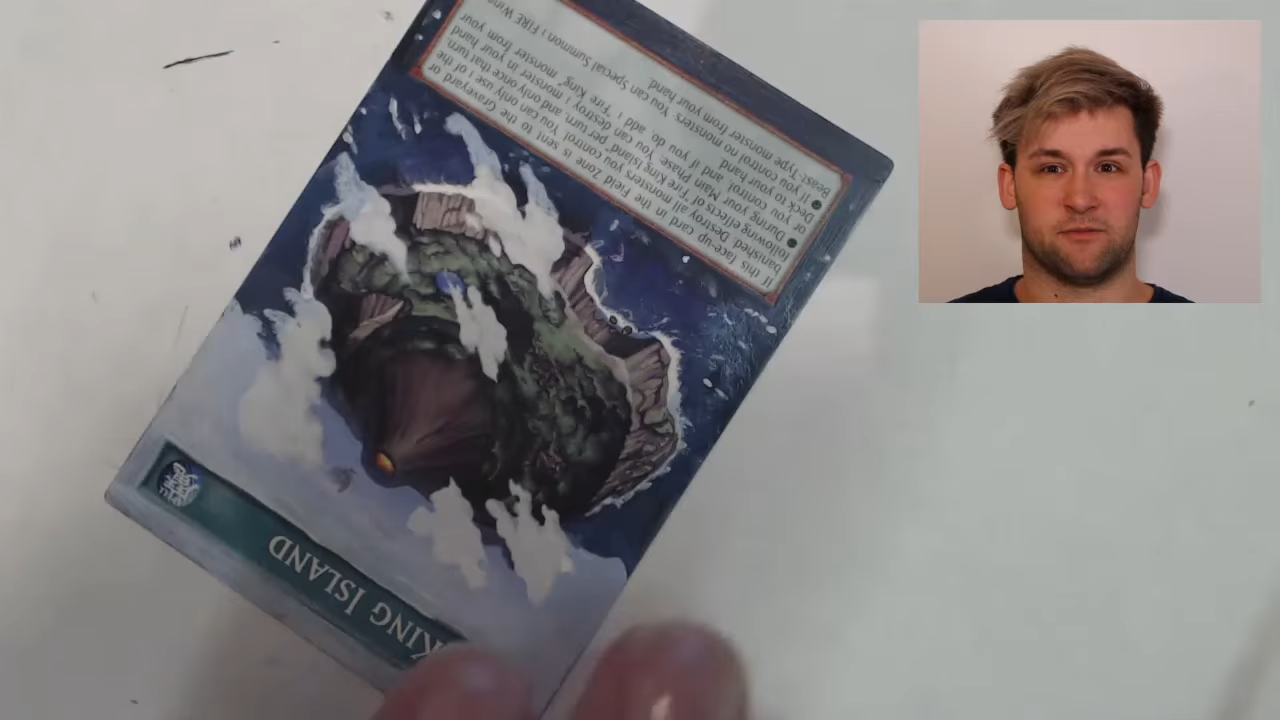 KING ISLAND
If this face-up card in the Field Zone is sent to the Graveyard or
banished: Destroy all monsters you control. You can only use 1 of the
following effects of "Fire King Island" per turn, and only once that turn.
● During your Main Phase: You can destroy 1 monster in your hand
or you control, and if you do, add 1 "Fire King" monster from your
Deck to your hand.
● If you control no monsters: You can Special Summon 1 FIRE Wing
Beast-Type monster from your hand.